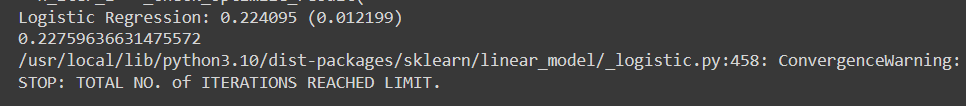 Logistic Regression: 0.224095 (0.012199)
0.22759636631475572
/usr/local/lib/python3.10/dist-packages/sklearn/linear_model/_logistic.py:458: ConvergenceWarning:
STOP: TOTAL NO. of ITERATIONS REACHED LIMIT.